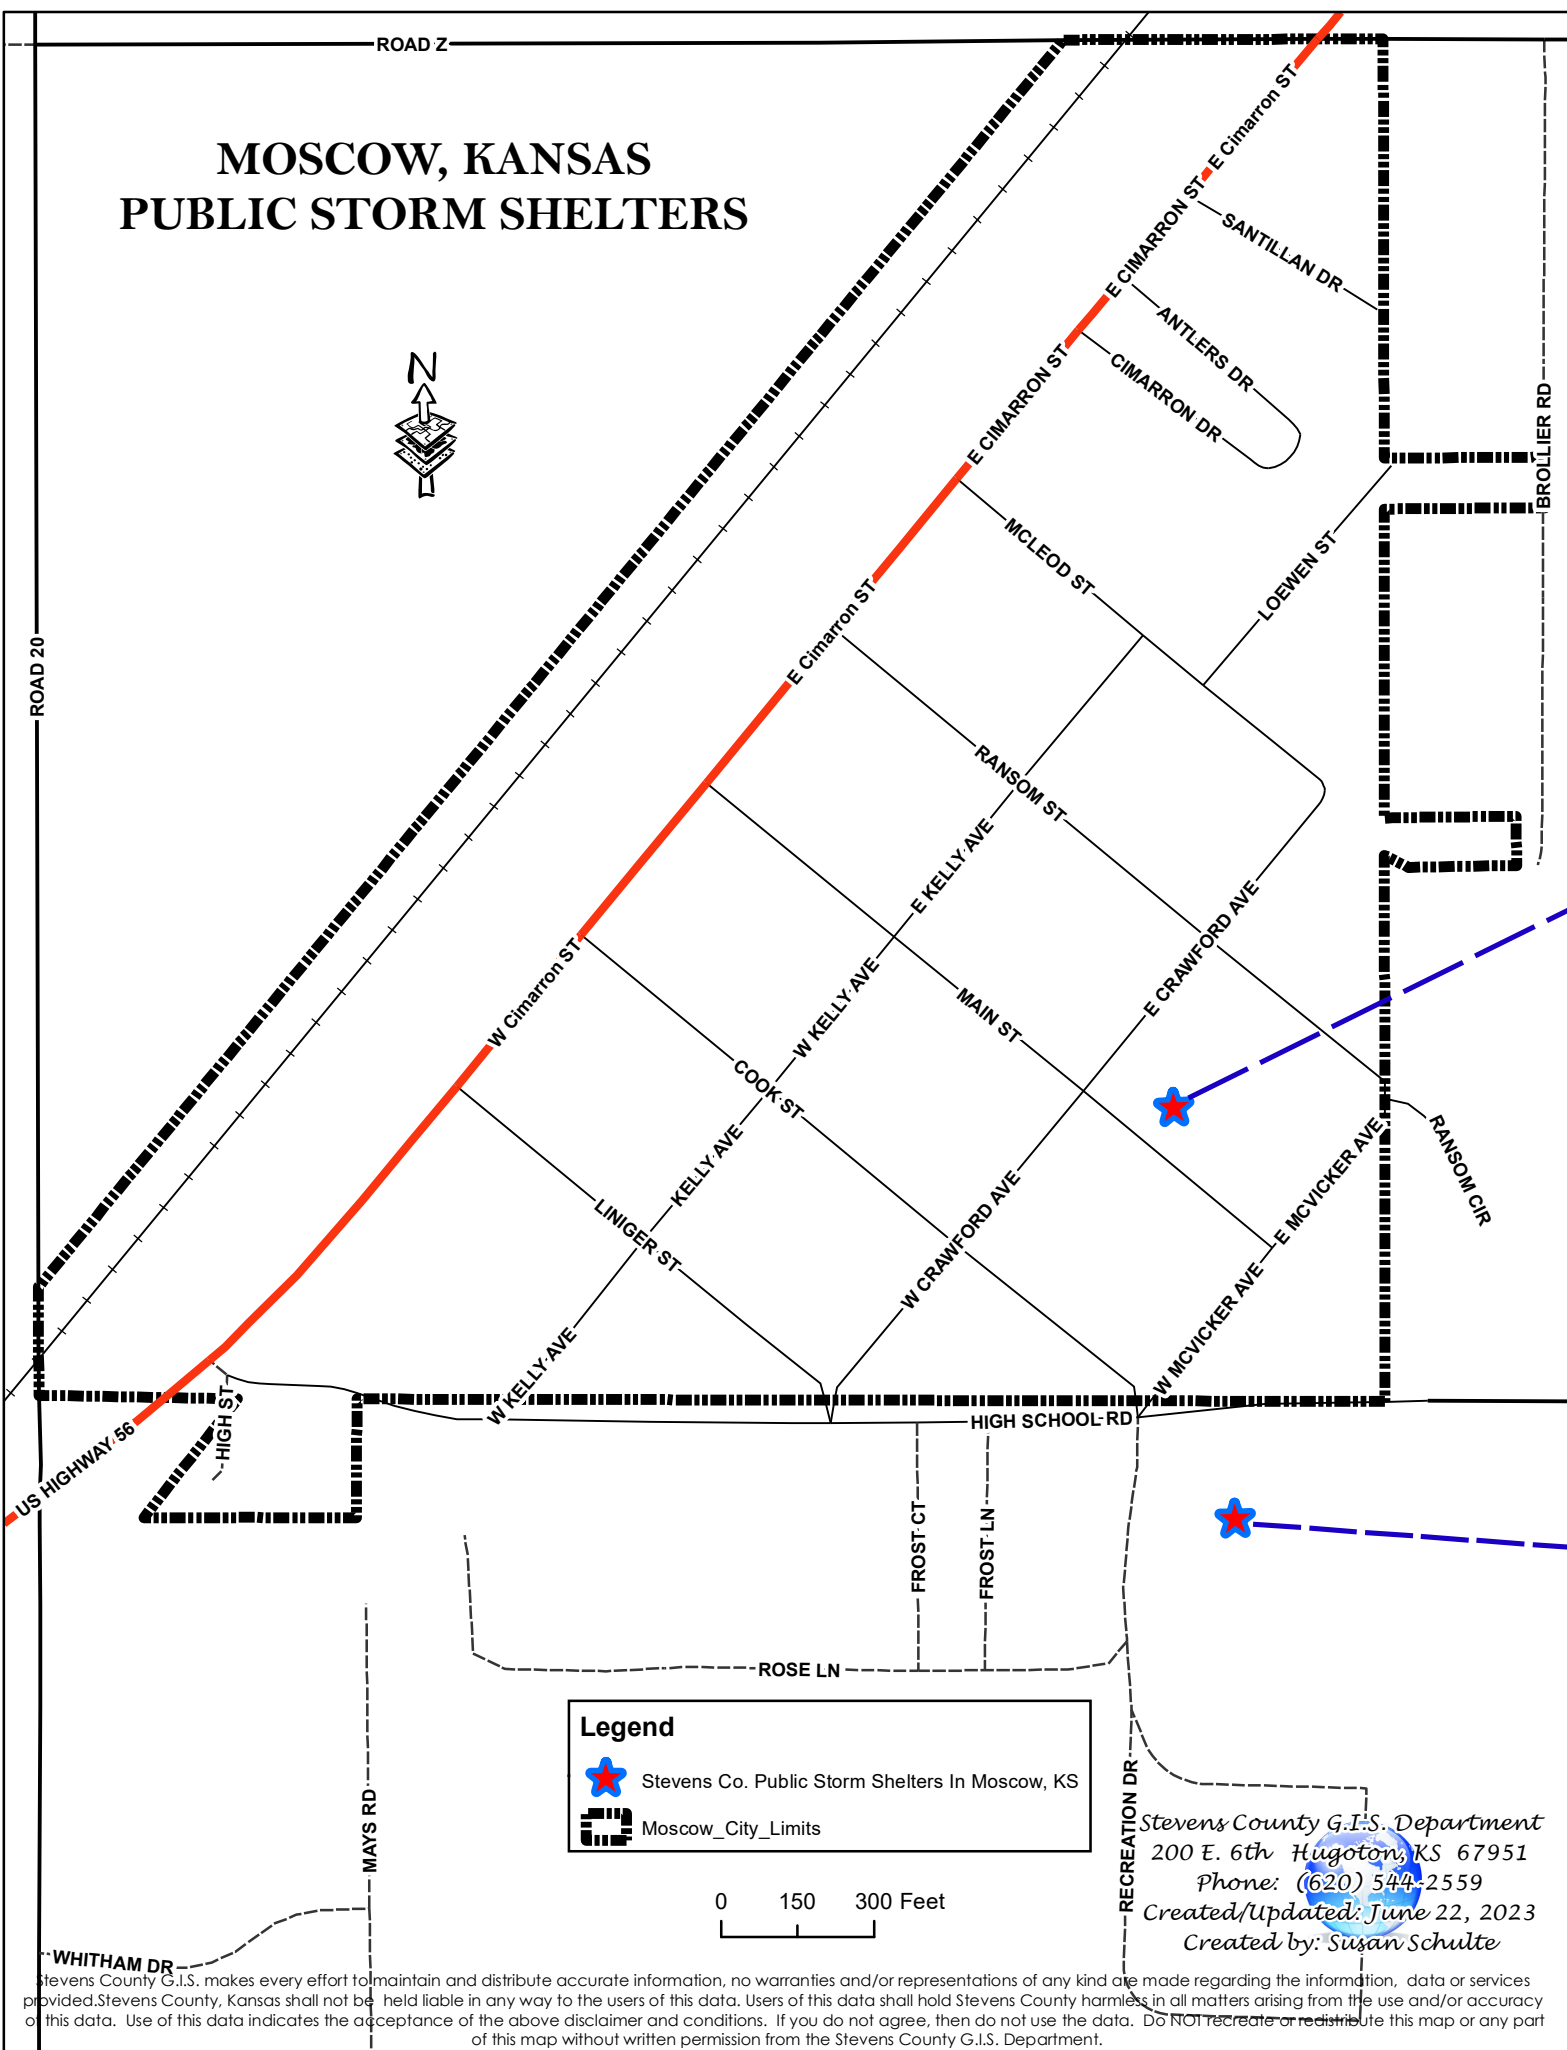 ROAD Z
MOSCOW, KANSAS
PUBLIC STORM SHELTERS
N
E Cimarron ST
E CIMARRON ST
SANTILLAN DR
ANTLERS DR
CIMARRON DR
E CIMARRON ST
BROLLIER RD
MCLEOD ST
LOEWEN ST
E Cimarron ST
ROAD 20
RANSOM ST
E KELLY AVE
E CRAWFORD AVE
W Cimarron ST
W KELLY AVE
MAIN ST
COOK ST
KELLY AVE
RANSOM CIR
E MCVICKER AVE
LINIGER ST
W CRAWFORD AVE
W MCVICKER AVE
W KELLY AVE
HIGH ST
HIGH SCHOOL RD
US HIGHWAY 56
FROST CT
FROST LN
ROSE LN
Legend
Stevens Co. Public Storm Shelters In Moscow, KS
Moscow_City_Limits
MAYS RD
RECREATION DR
0 150 300 Feet
Stevens County G.I.S. Department
200 E. 6th Hugoton, KS 67951
Phone: (620) 544-2559
Created/Updated: June 22, 2023
Created by: Susan Schulte
WHITHAM DR
Stevens County G.I.S. makes every effort to maintain and distribute accurate information, no warranties and/or representations of any kind are made regarding the information, data or services
provided.Stevens County, Kansas shall not be held liable in any way to the users of this data. Users of this data shall hold Stevens County harmless in all matters arising from the use and/or accuracy
of this data. Use of this data indicates the acceptance of the above disclaimer and conditions. If you do not agree, then do not use the data. Do NOT recreate or redistribute this map or any part
of this map without written permission from the Stevens County G.I.S. Department.